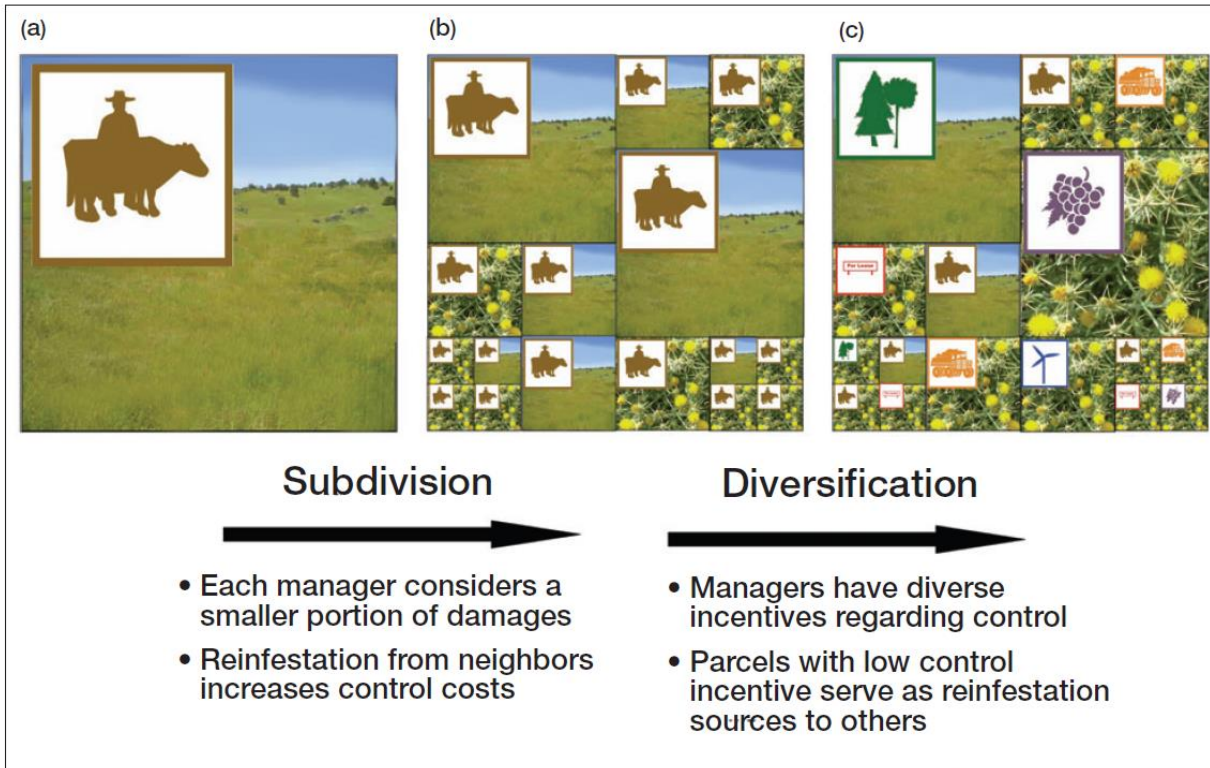 (a)
(b)
(c)
For Lease
Subdivision
• Each manager considers a
smaller portion of damages
• Reinfestation from neighbors
increases control costs
Diversification
• Managers have diverse
incentives regarding control
• Parcels with low control
incentive serve as reinfestation
sources to others